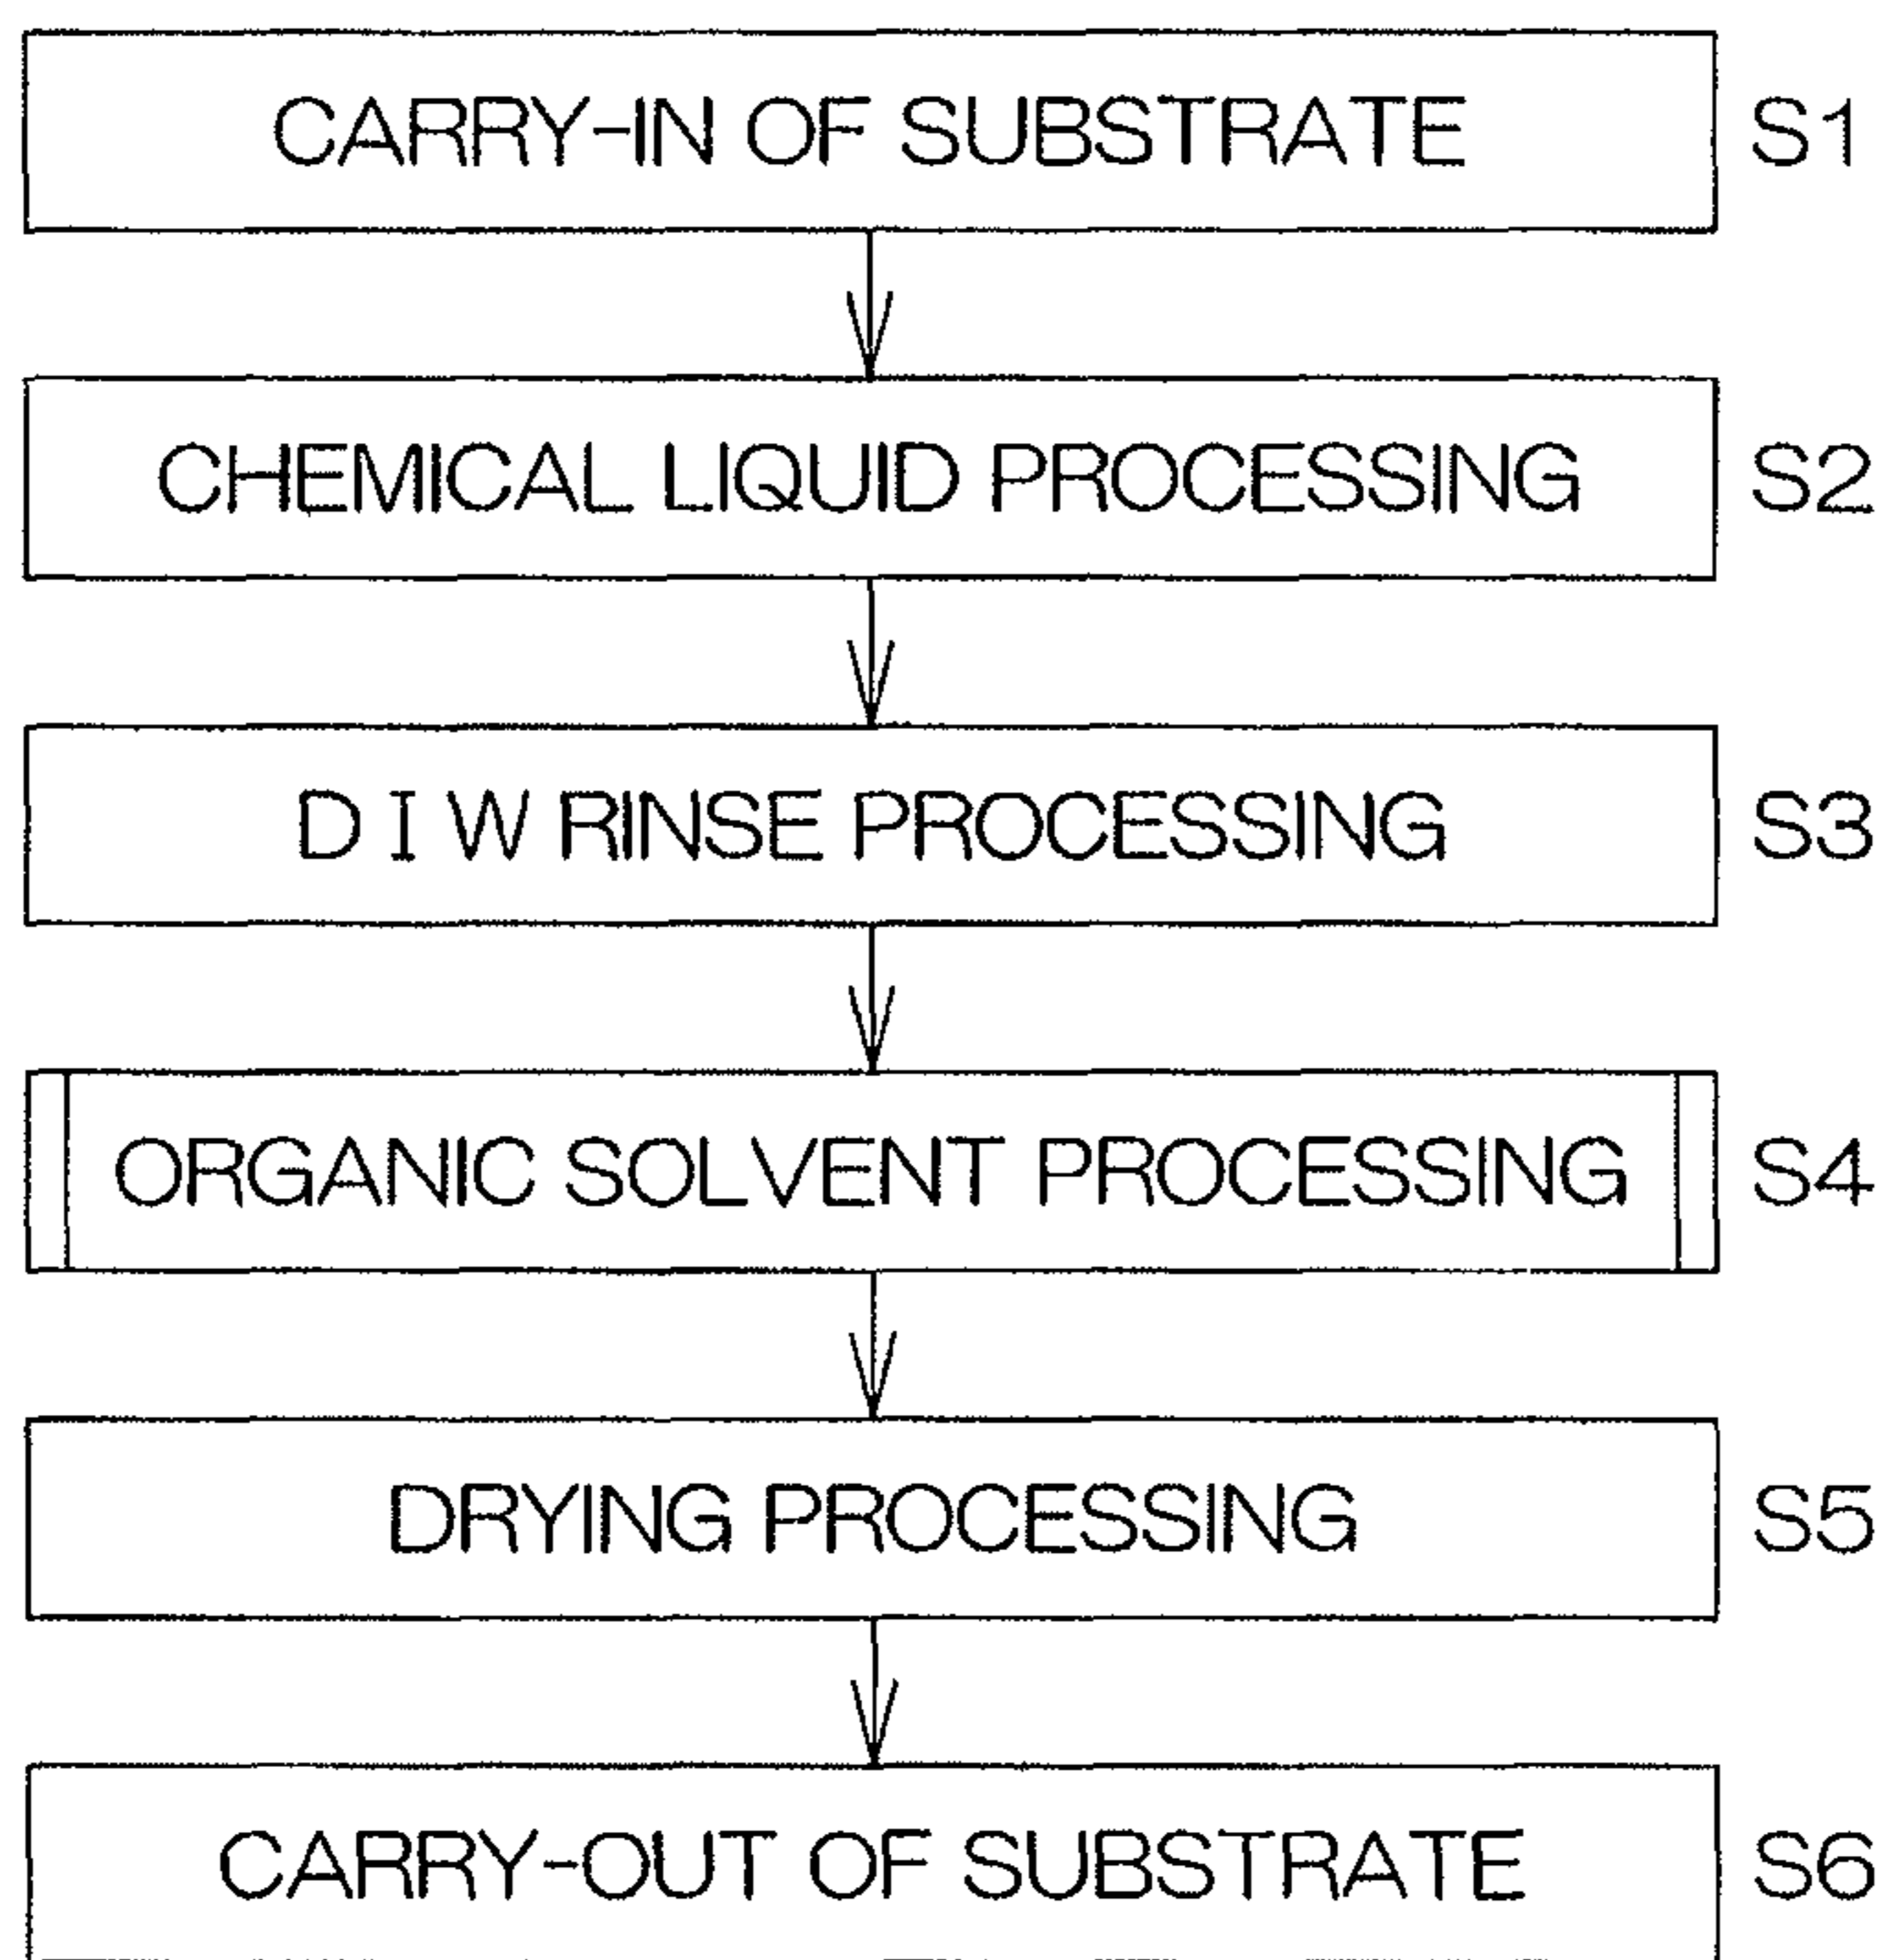 CARRY-IN OF SUBSTRATE S1
CHEMICAL LIQUID PROCESSING S2
D I W RINSE PROCESSING S3
ORGANIC SOLVENT PROCESSING S4
DRYING PROCESSING S5
CARRY-OUT OF SUBSTRATE S6